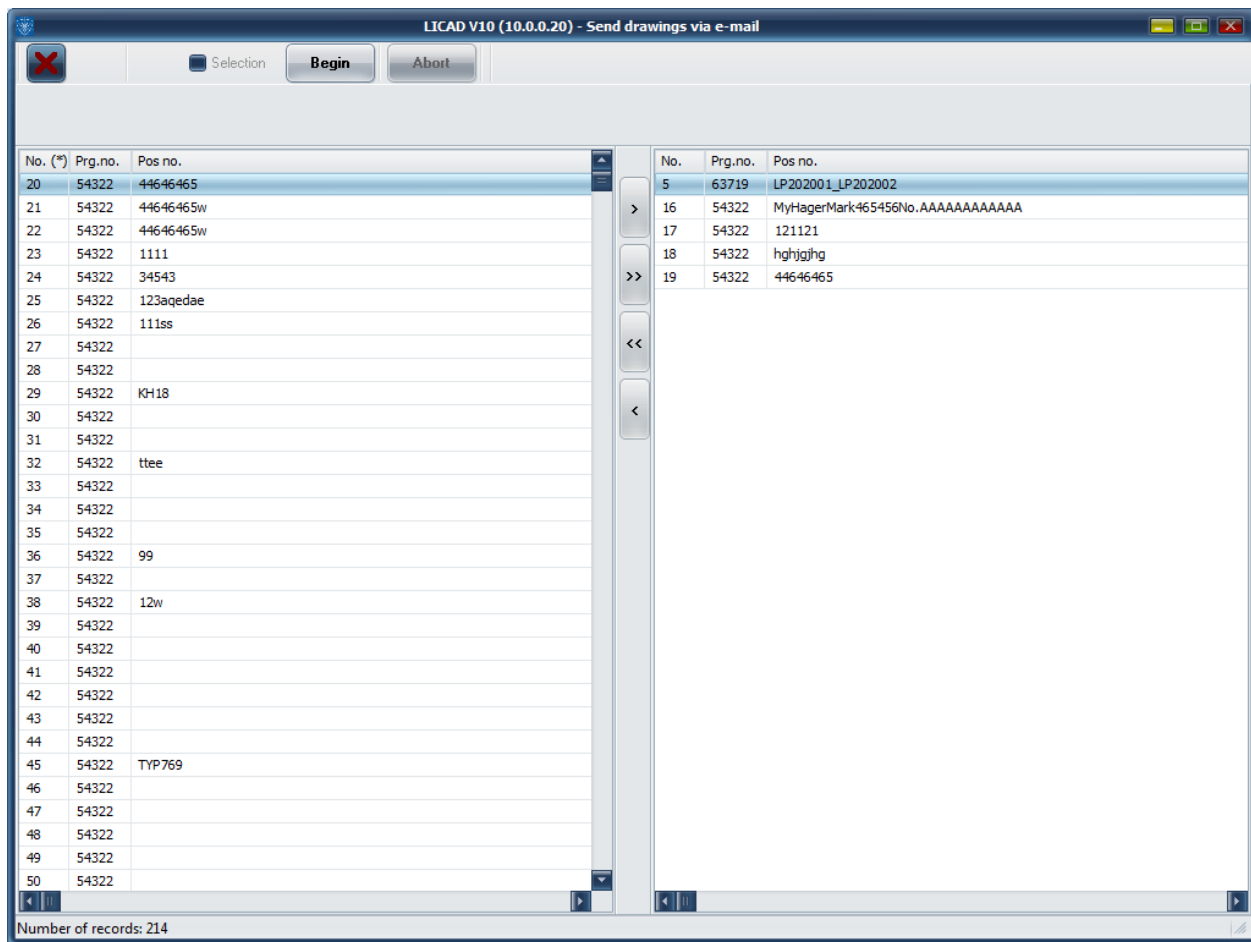 LICAD V10 (10.0.0.20) - Send drawings via e-mail
Selection Begin Abort
No. (*) Prg.no. Pos no.
20 54322 44646465
21 54322 44646465w
22 54322 44646465w
23 54322 1111
24 54322 34543
25 54322 123aqedae
26 54322 111ss
27 54322
28 54322
29 54322 KH18
30 54322
31 54322
32 54322 ttee
33 54322
34 54322
35 54322
36 54322 99
37 54322
38 54322 12w
39 54322
40 54322
41 54322
42 54322
43 54322
44 54322
45 54322 TYP769
46 54322
47 54322
48 54322
49 54322
50 54322
>
>>
<<
<
No. Prg.no. Pos no.
5 63719 LP202001_LP202002
16 54322 MyHagerMark465456No.AAAAAAAAAAAA
17 54322 121121
18 54322 hghjgjhg
19 54322 44646465
Number of records: 214